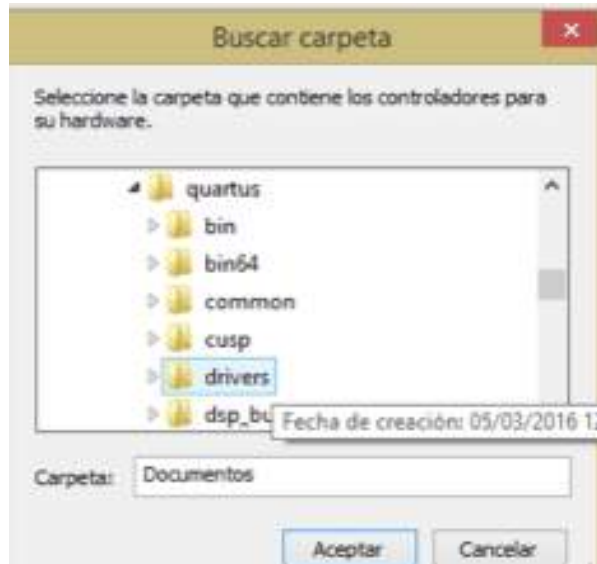 Buscar carpeta
Seleccione la carpeta que contiene los controladores para
su hardware.
quartus
bin
bin64
common
cusp
drivers
dsp_bu
Fecha de creación: 05/03/2016 1
Carpeta: Documentos
Aceptar Cancelar